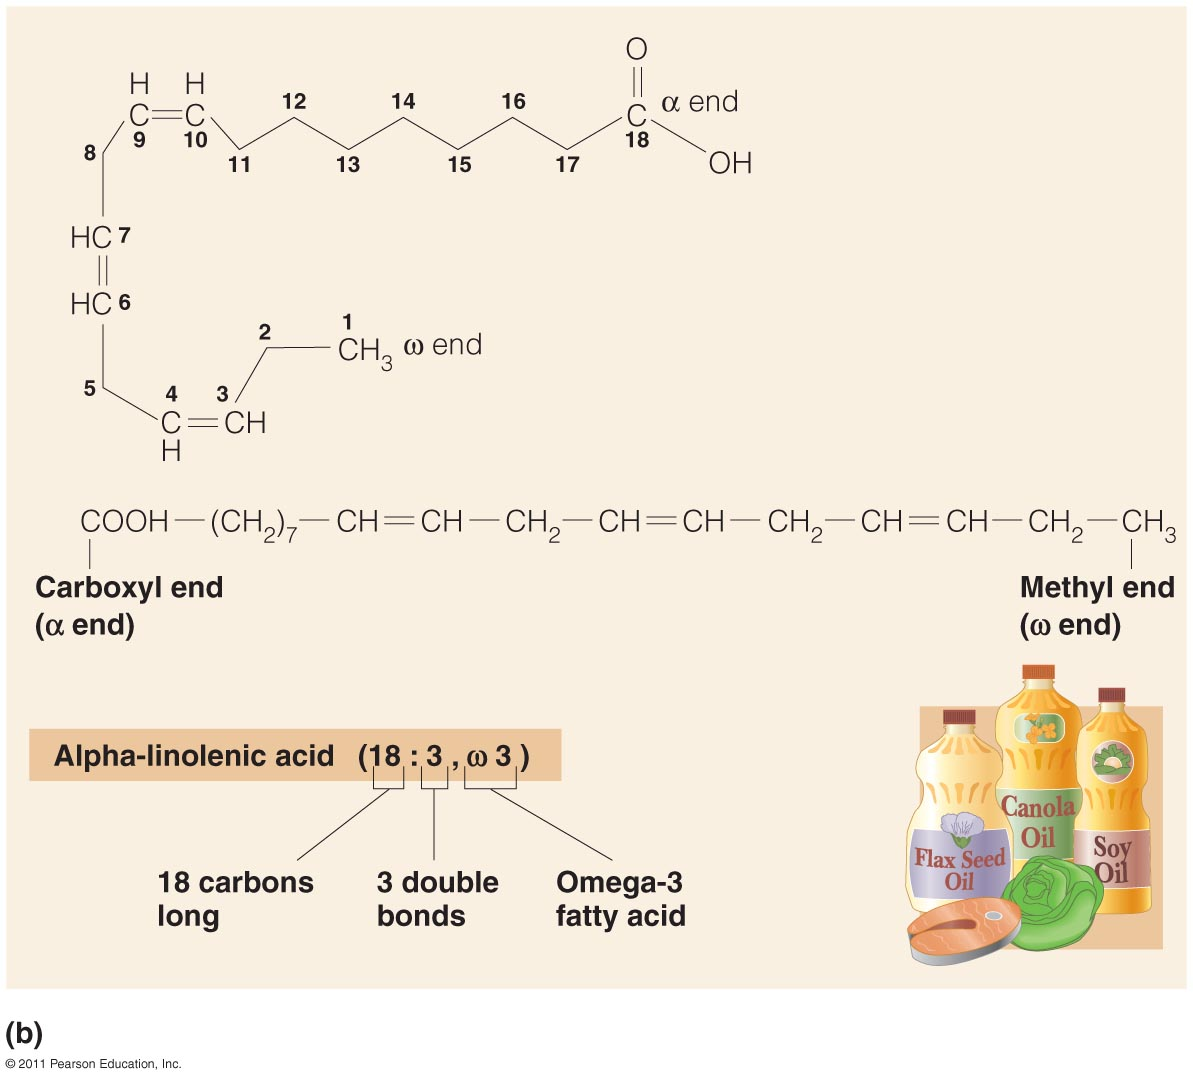 O
H H
12 14 16 α end
C=C C
9 10 18
8 11 13 15 17 OH
HC 7
HC 6
1
2
CH3 ω end
5 4 3
C=CH
H
COOH—(CH2)7—CH=CH—CH2—CH=CH—CH2—CH=CH—CH2—CH3
Carboxyl end
(α end)
Methyl end
(ω end)
Alpha-linolenic acid (18 : 3 , ω 3 )
18 carbons
long
3 double
bonds
Omega-3
fatty acid
Canola
Oil
Flax Seed
Oil
Soy
Oil
(b)
© 2011 Pearson Education, Inc.